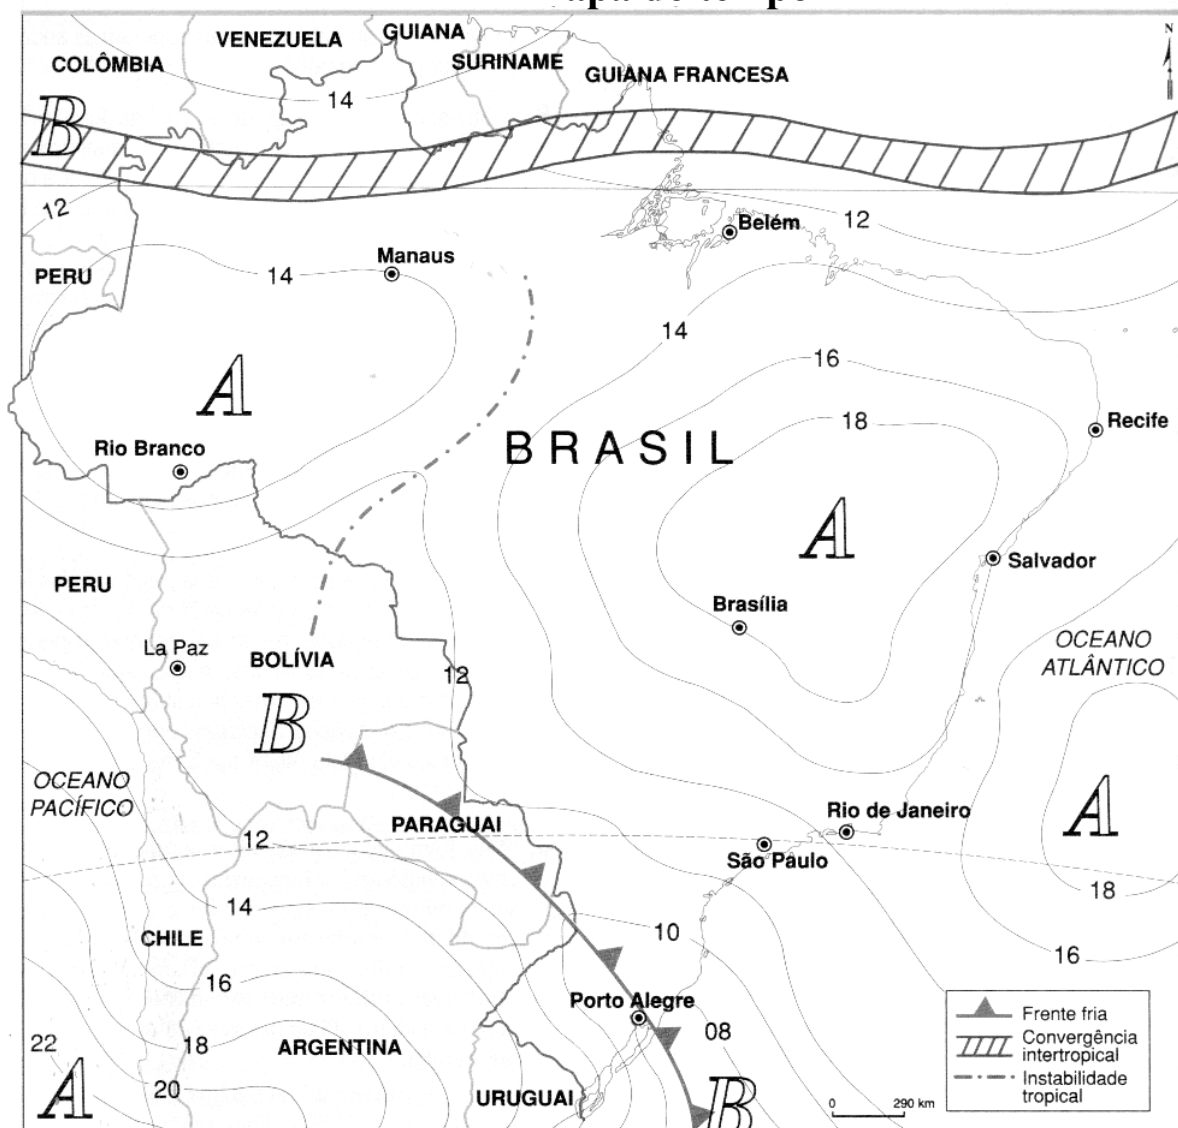 VENEZUELA
GUIANA
COLÔMBIA
SURINAME
GUIANA FRANCESA
N
14
B
12
PERU
Manaus
14
Belém
12
14
16
18
A
Rio Branco
BRASIL
Recife
A
Salvador
PERU
Brasília
La Paz
BOLÍVIA
12
B
OCEANO
ATLÂNTICO
OCEANO
PACÍFICO
PARAGUAI
Rio de Janeiro
São Paulo
A
12
18
14
CHILE
10
16
16
Porto Alegre
08
22
18
ARGENTINA
A
20
URUGUAI
B
0 290 km
Frente fria
Convergência
intertropical
Instabilidade
tropical